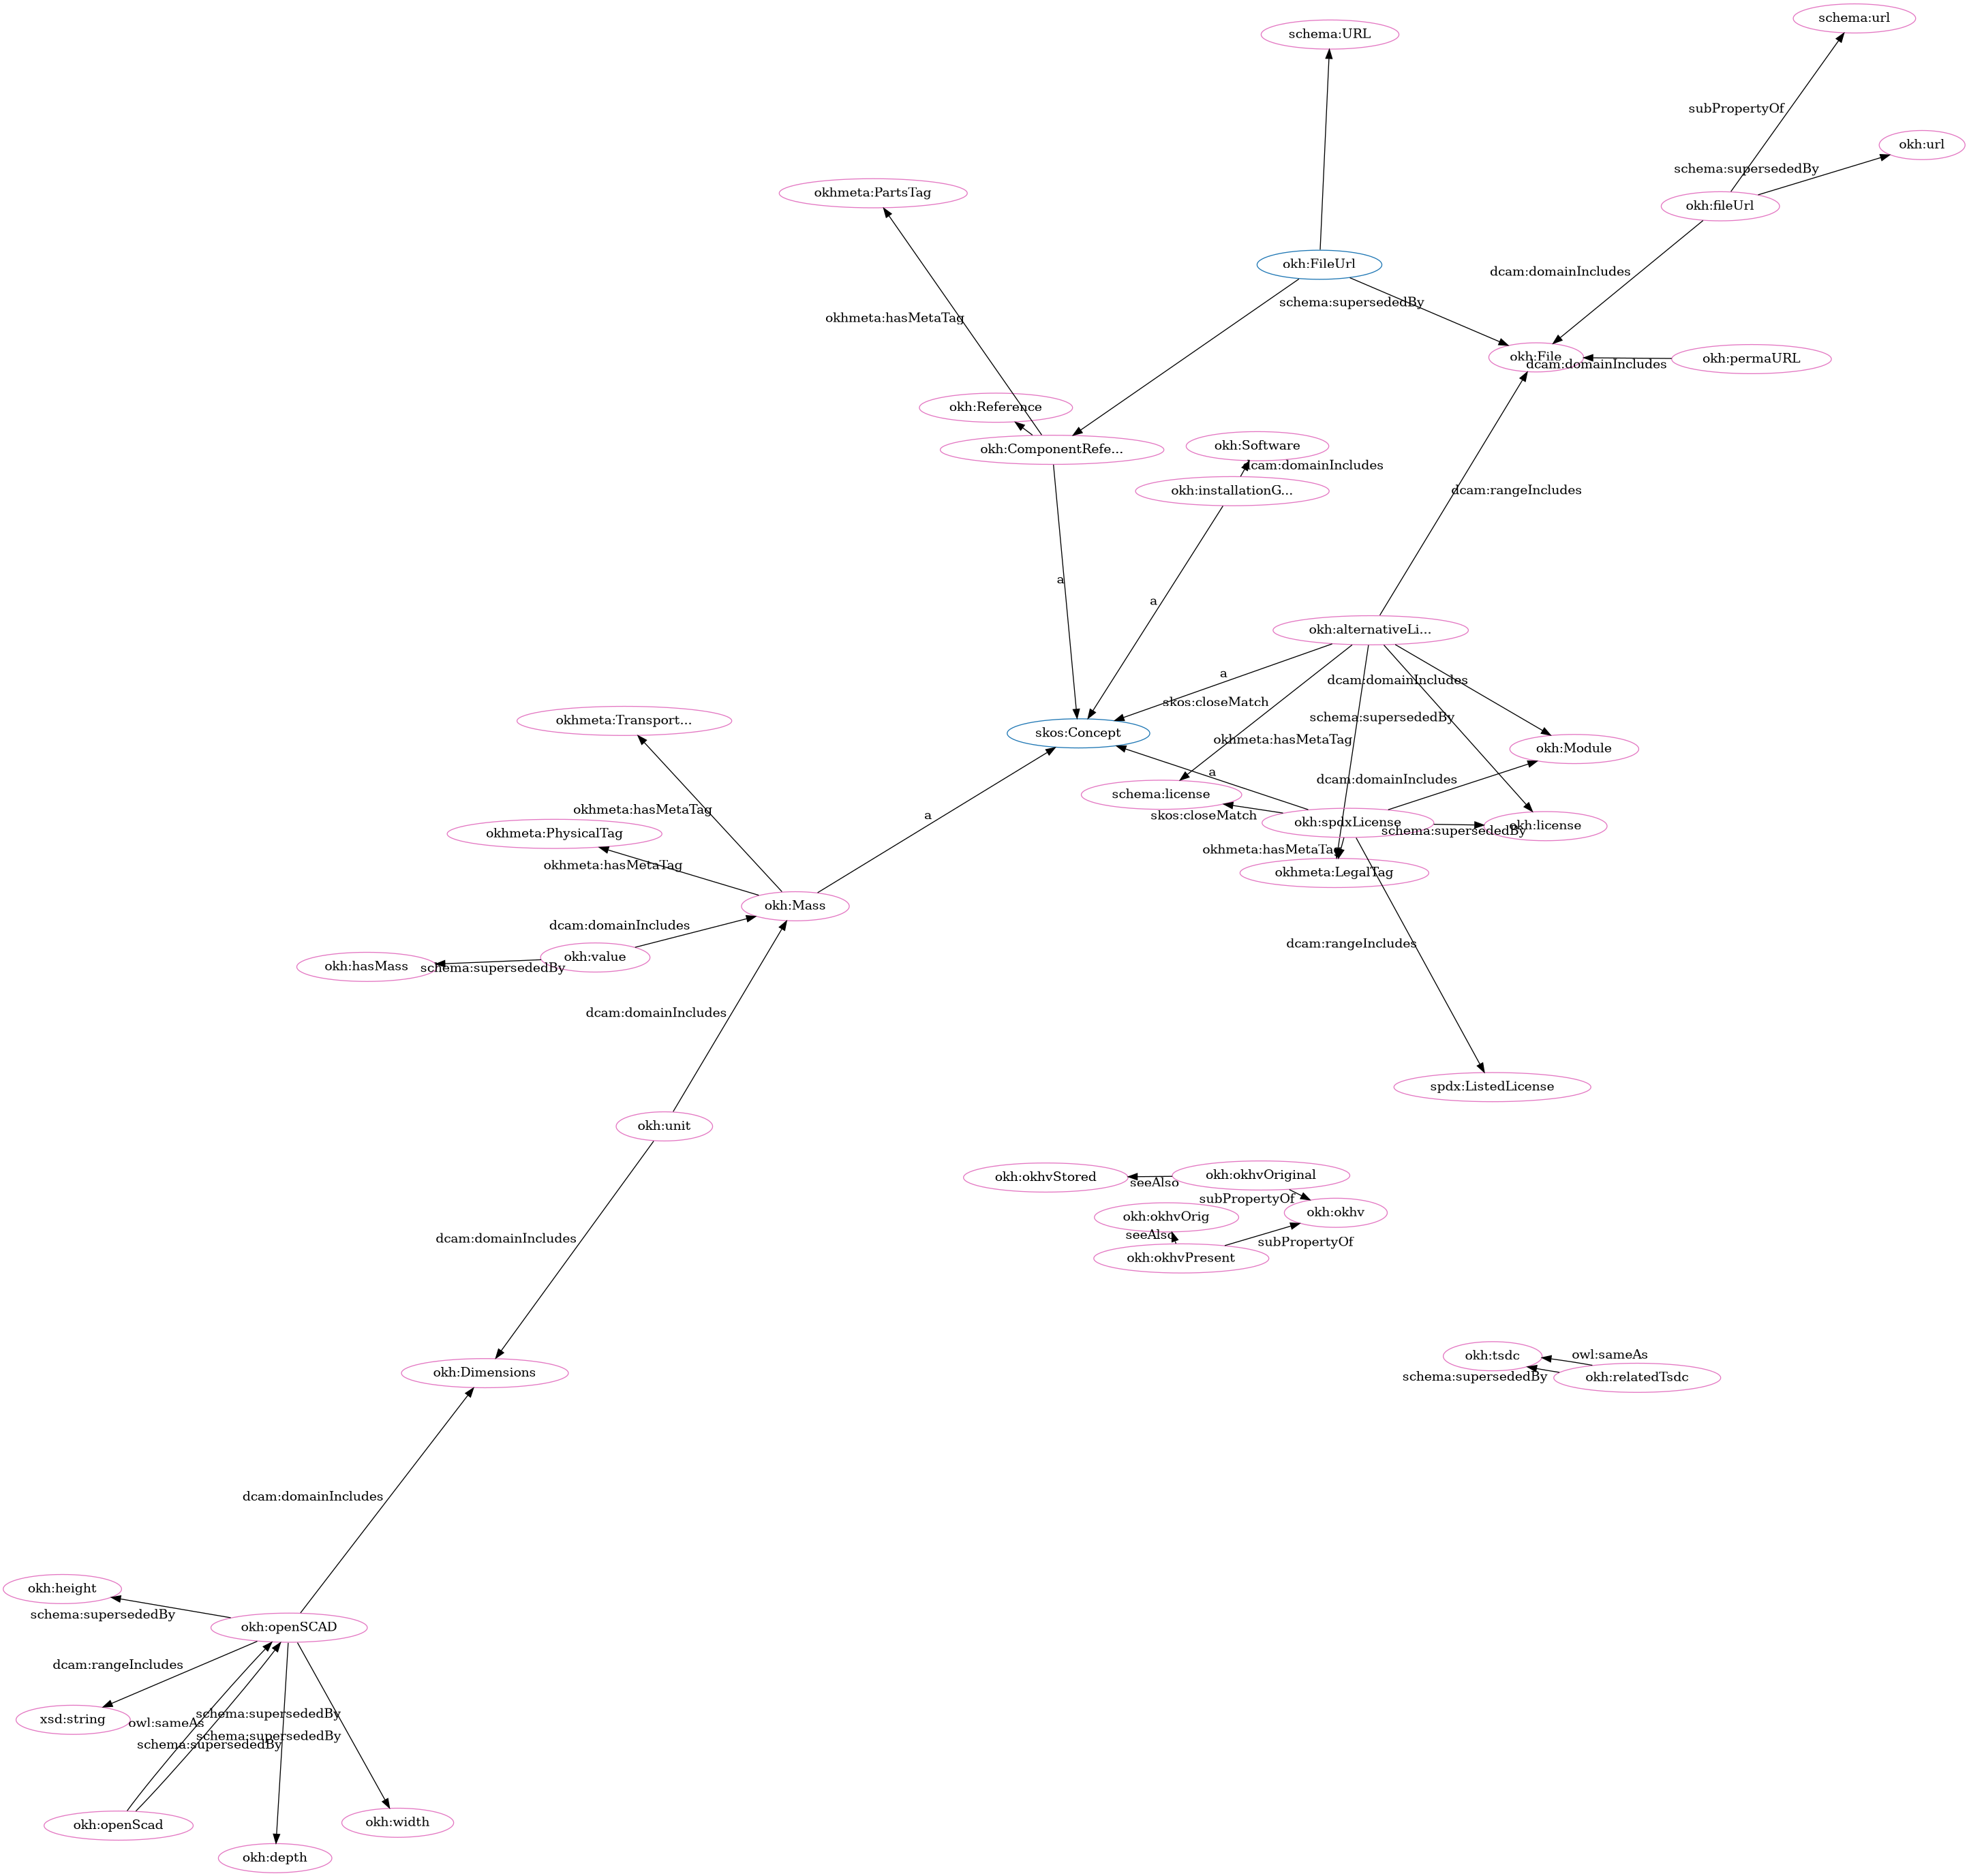 schema:url
schema:URL
subPropertyOf
okh:url
schema:supersededBy
okhmeta:PartsTag
okh:fileUrl
okh:FileUrl
dcam:domainIncludes
schema:supersededBy
okhmeta:hasMetaTag
okh:File
okh:permaURL
dcam:domainIncludes
okh:Reference
okh:Software
okh:ComponentRefe...
dcam:domainIncludes
okh:installationG...
dcam:rangeIncludes
a
a
okh:alternativeLi...
a
dcam:domainIncludes
skos:closeMatch
schema:supersededBy
okhmeta:Transport...
skos:Concept
okhmeta:hasMetaTag
okh:Module
a
dcam:domainIncludes
schema:license
okhmeta:hasMetaTag
a
skos:closeMatch
okh:spdxLicense
okh:license
schema:supersededBy
okhmeta:PhysicalTag
okhmeta:hasMetaTag
okhmeta:hasMetaTag
okhmeta:LegalTag
okh:Mass
dcam:domainIncludes
dcam:rangeIncludes
okh:value
okh:hasMass
schema:supersededBy
dcam:domainIncludes
spdx:ListedLicense
okh:unit
okh:okhvStored
seeAlso
okh:okhvOriginal
subPropertyOf
okh:okhv
okh:okhvOrig
seeAlso
subPropertyOf
okh:okhvPresent
dcam:domainIncludes
okh:tsdc
owl:sameAs
schema:supersededBy
okh:relatedTsdc
okh:Dimensions
dcam:domainIncludes
okh:height
schema:supersededBy
okh:openSCAD
dcam:rangeIncludes
xsd:string
owl:sameAs
schema:supersededBy
schema:supersededBy
schema:supersededBy
okh:openScad
okh:width
okh:depth